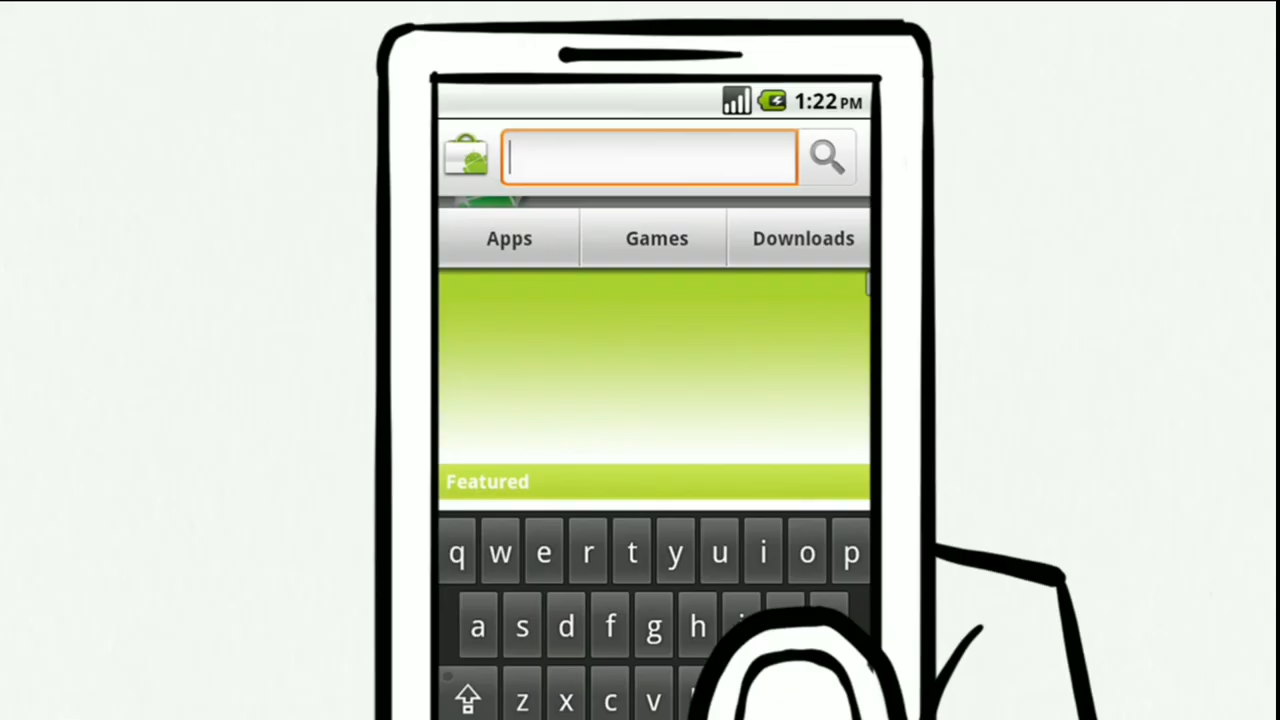 1:22 PM
Apps Games Downloads
Featured
q w e r t y u i o p
a s d f g h
z x c v